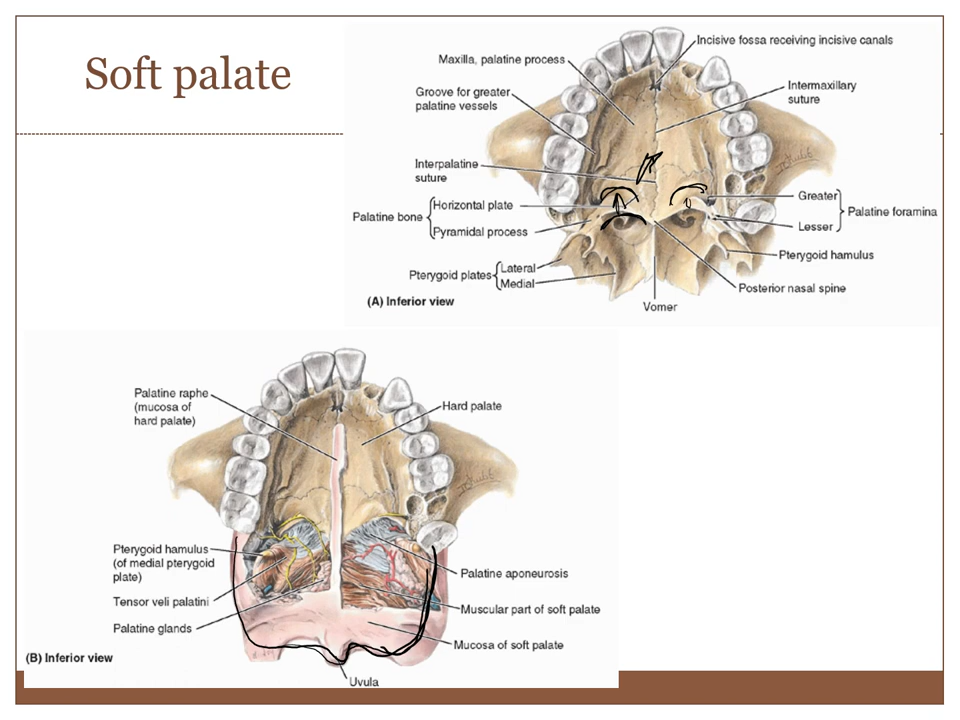 Soft palate
Incisive fossa receiving incisive canals
Maxilla, palatine process
Intermaxillary
suture
Groove for greater
palatine vessels
Interpalatine
suture
Greater
Lesser
Palatine foramina
Palatine bone
Horizontal plate
Pyramidal process
Pterygoid hamulus
Pterygoid plates
Lateral
Medial
Posterior nasal spine
(A) Inferior view
Vomer
Palatine raphe
(mucosa of
hard palate)
Hard palate
Pterygoid hamulus
(of medial pterygoid
plate)
Palatine aponeurosis
Tensor veli palatini
Muscular part of soft palate
Palatine glands
Mucosa of soft palate
(B) Inferior view
Uvula